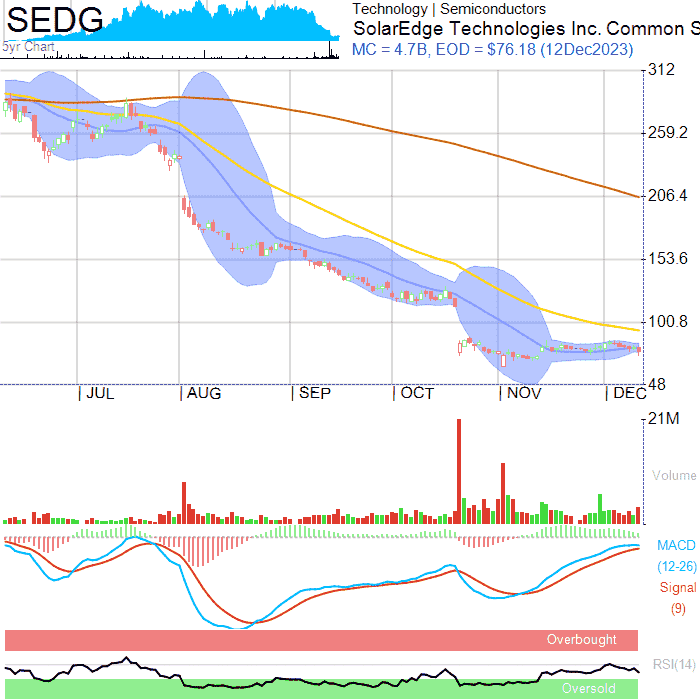 SEDG
5yr Chart
Technology | Semiconductors
SolarEdge Technologies Inc. Common S
MC = 4.7B, EOD = $76.18 (12Dec2023)
312
259.2
206.4
153.6
100.8
48
JUL AUG SEP OCT NOV DEC
21M
Volume
MACD
(12-26)
Signal
(9)
Overbought
RSI(14)
Oversold